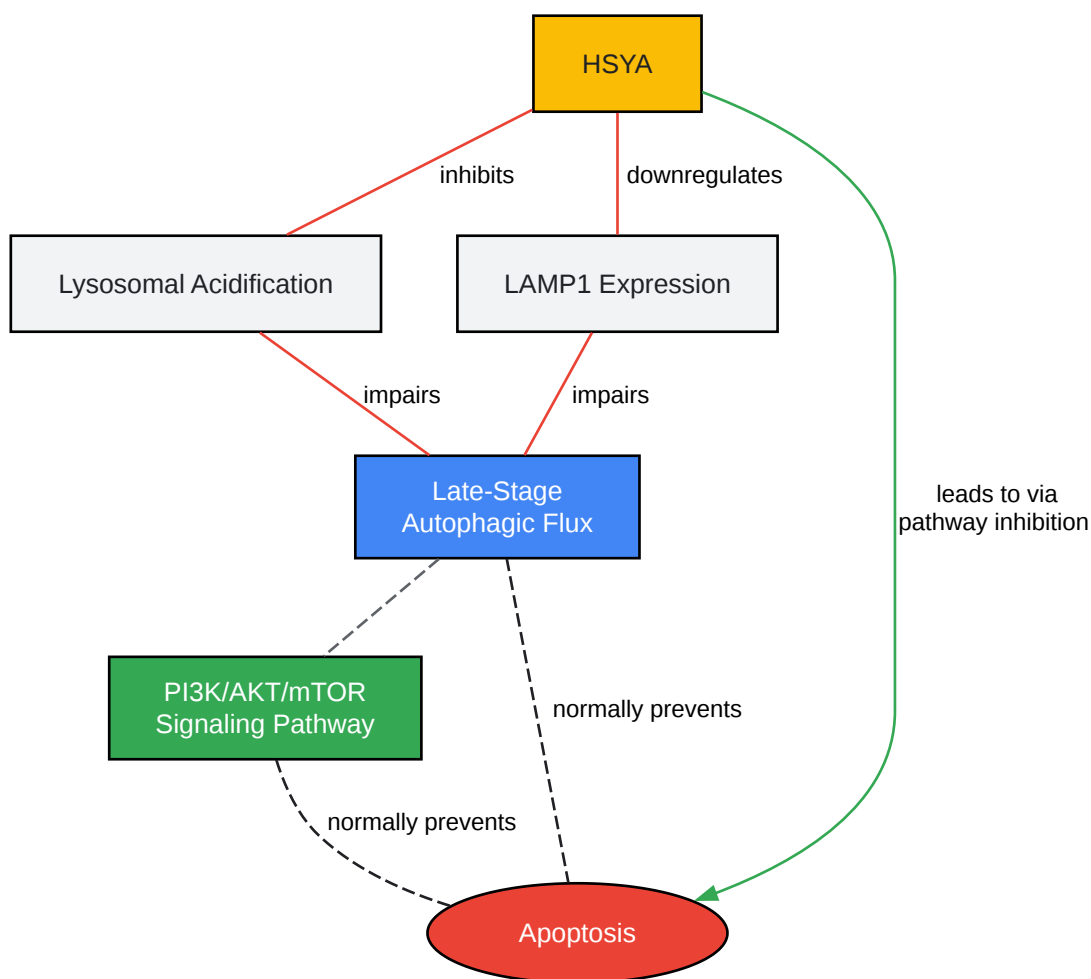 HSYA
inhibits
downregulates
Lysosomal Acidification
LAMP1 Expression
impairs
impairs
Late-Stage
Autophagic Flux
leads to via
pathway inhibition
PI3K/AKT/mTOR
Signaling Pathway
normally prevents
normally prevents
Apoptosis